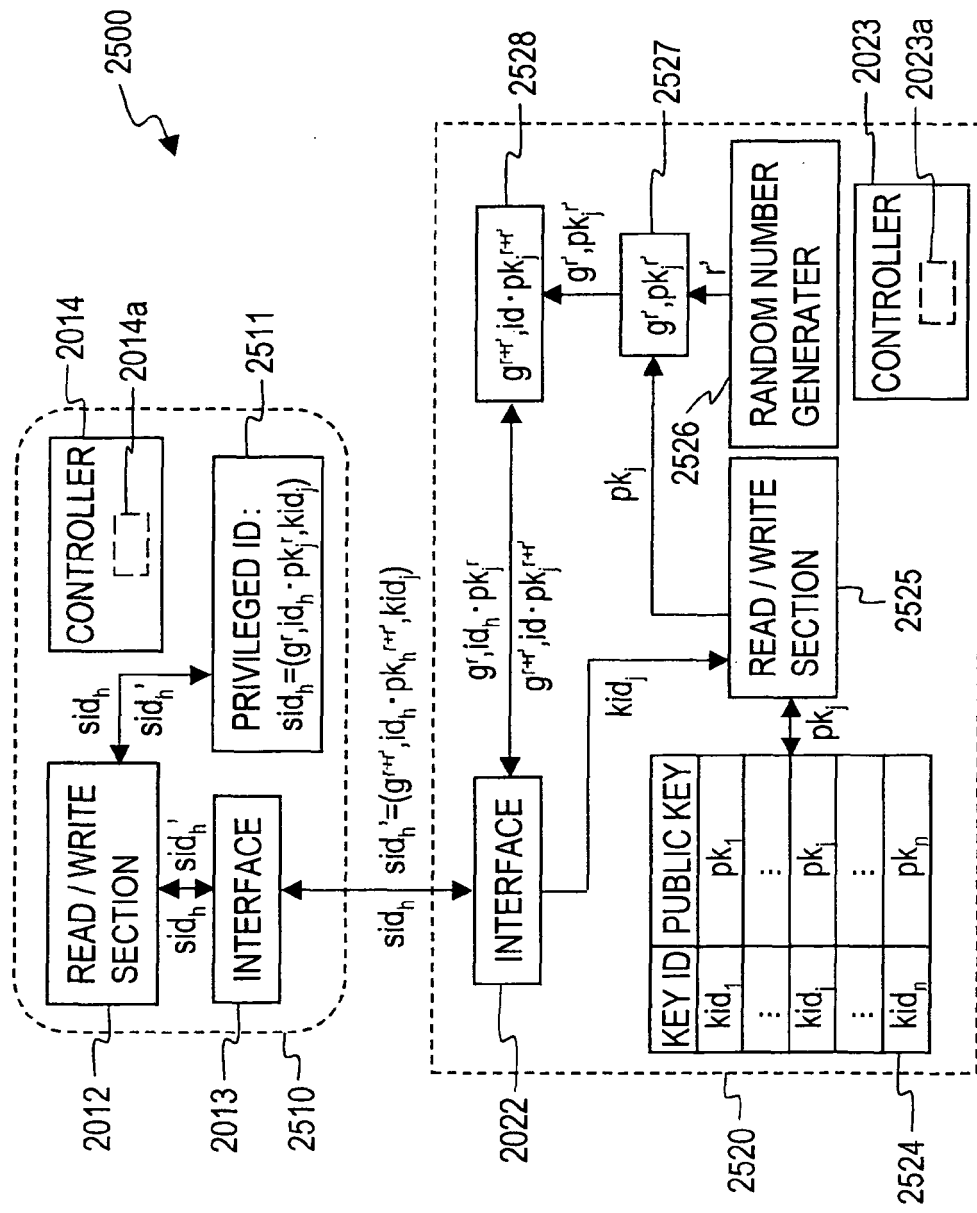 2500
2014
2014a
2511
CONTROLLER
PRIVILEGED ID:
sid_h=(g^r,id_h·pk_j^r,kid_j)
sid_h
sid_h'
READ / WRITE
SECTION
sid_h
sid_h'
INTERFACE
2012
2013
2510
sid_h
sid_h'=(g^{r+r'},id_h·pk_h^{r+r'},kid_j)
2528
2527
2023
2023a
g^{r+r'},id·pk_j^{r+r'}
g^{r'},pk_j^{r'}
g^{r'},pk_j^{r'}
r'
RANDOM NUMBER
GENERATER
CONTROLLER
2526
pk_j
g^r,id_h·pk_j^r
g^{r+r'},id·pk_j^{r+r'}
kid_j
READ / WRITE
SECTION
2525
pk_j
INTERFACE
2022
KEY ID PUBLIC KEY
kid_1 pk_1
... ...
kid_j pk_j
... ...
kid_n pk_n
2520
2524